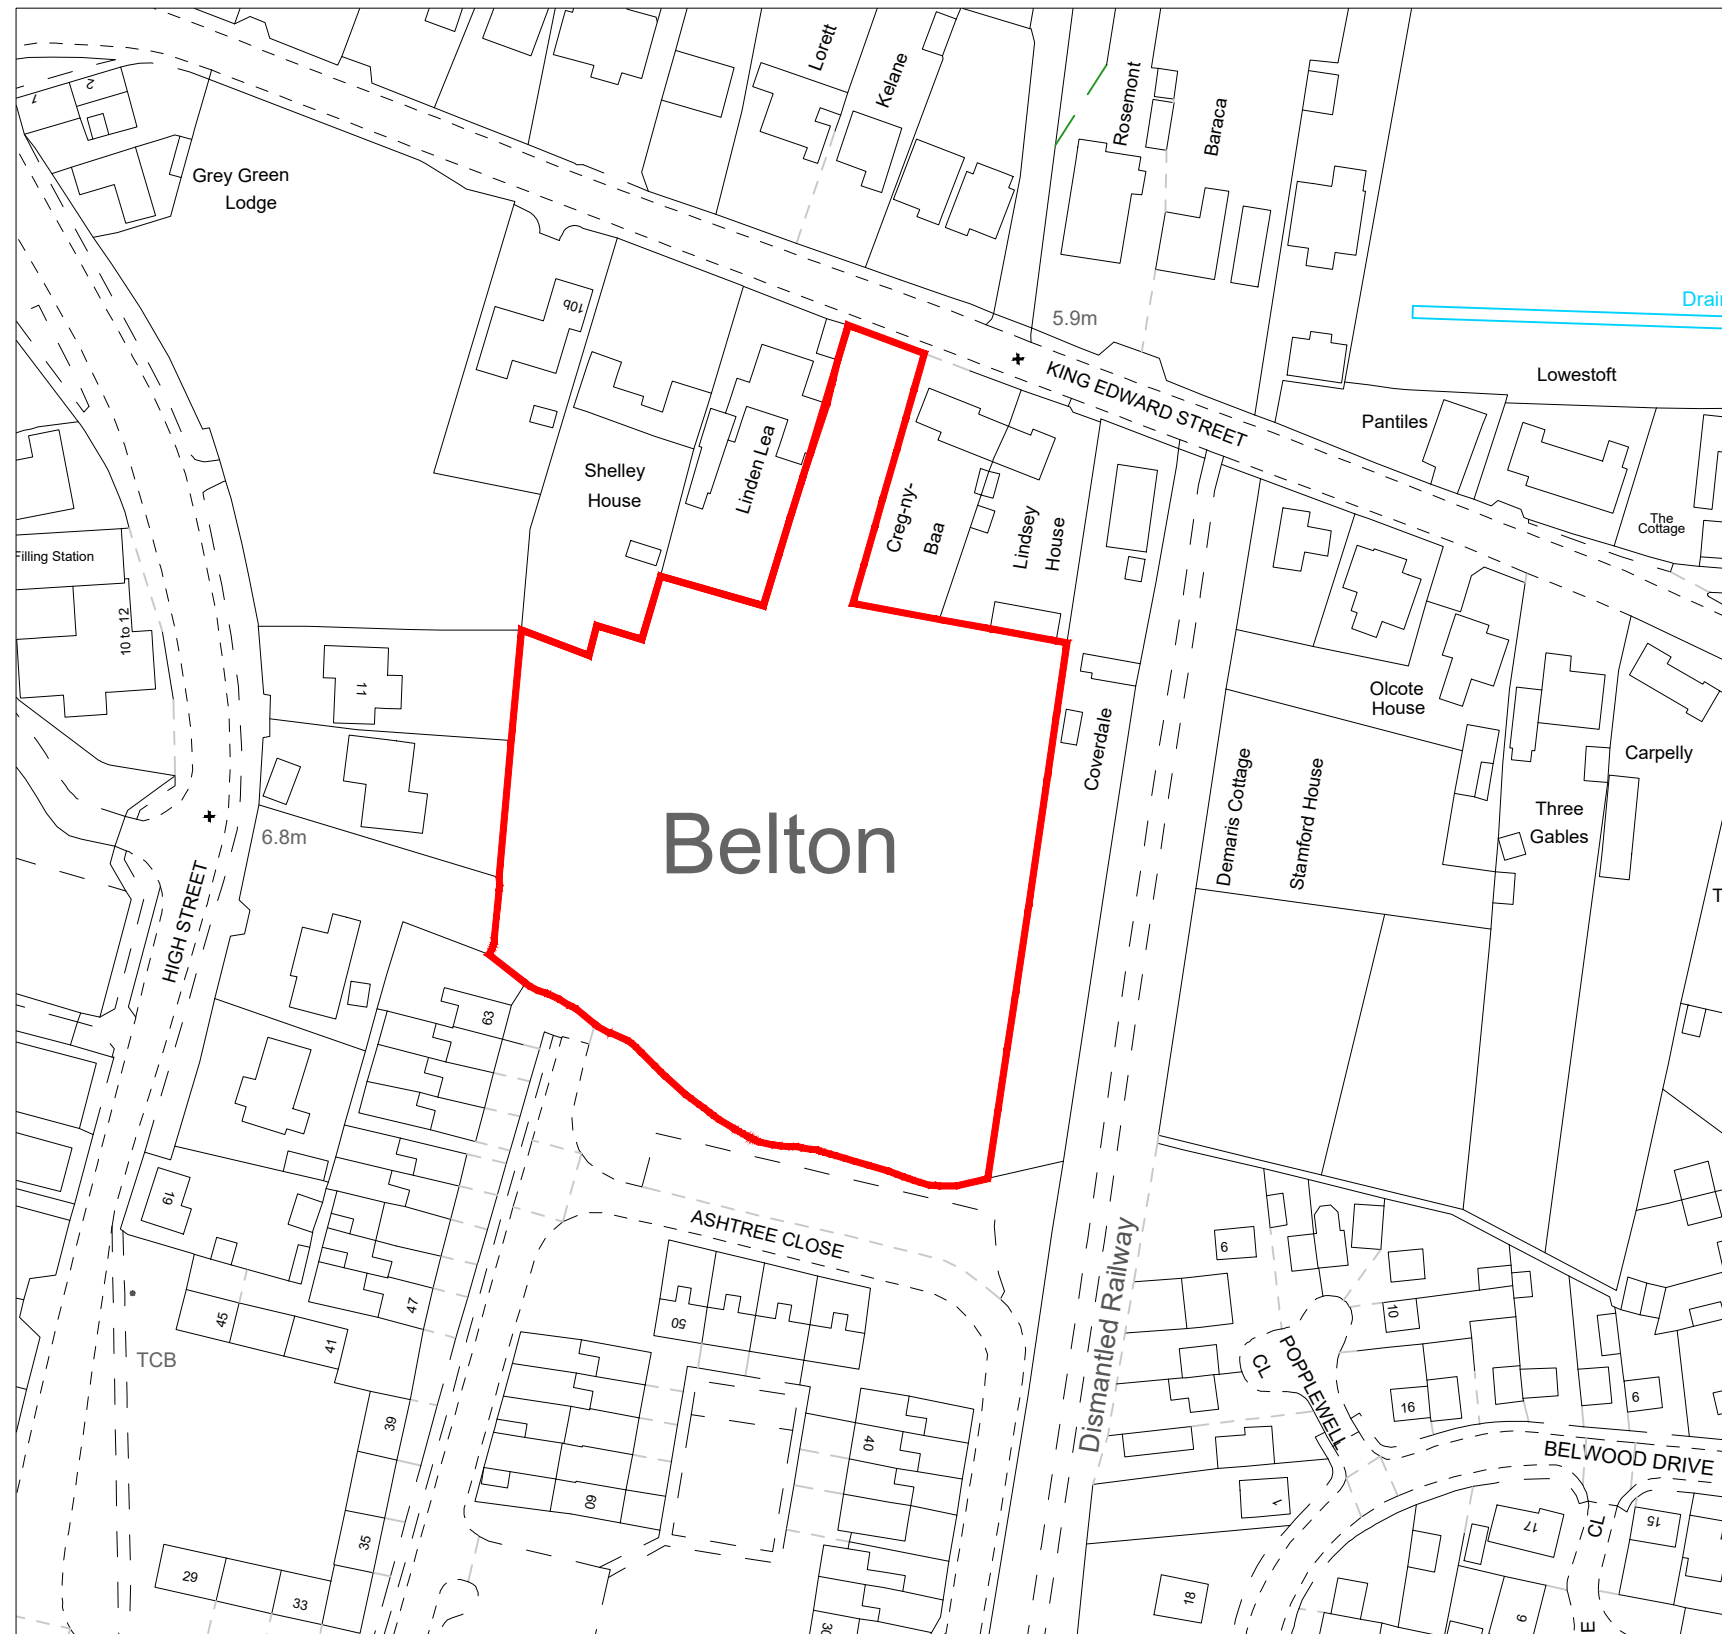 Lorett
Kelane
Rosemont
Baraca
1
2
Grey Green
Lodge
10b
5.9m
Drain
KING EDWARD STREET
Lowestoft
Pantiles
Shelley
House
Linden Lea
Creg-ny-
Baa
Lindsey
House
The
Cottage
Filling Station
10 to 12
11
Olcote
House
Coverdale
Demaris Cottage
Stamford House
Carpelly
Three
Gables
Belton
6.8m
HIGH STREET
T
63
19
ASHTREE CLOSE
Dismantled Railway
6
10
47
45
41
50
TCB
CL
POPPLEWELL
16
6
39
40
BELWOOD DRIVE
60
1
35
17
CL
15
29
33
18
9
30
E